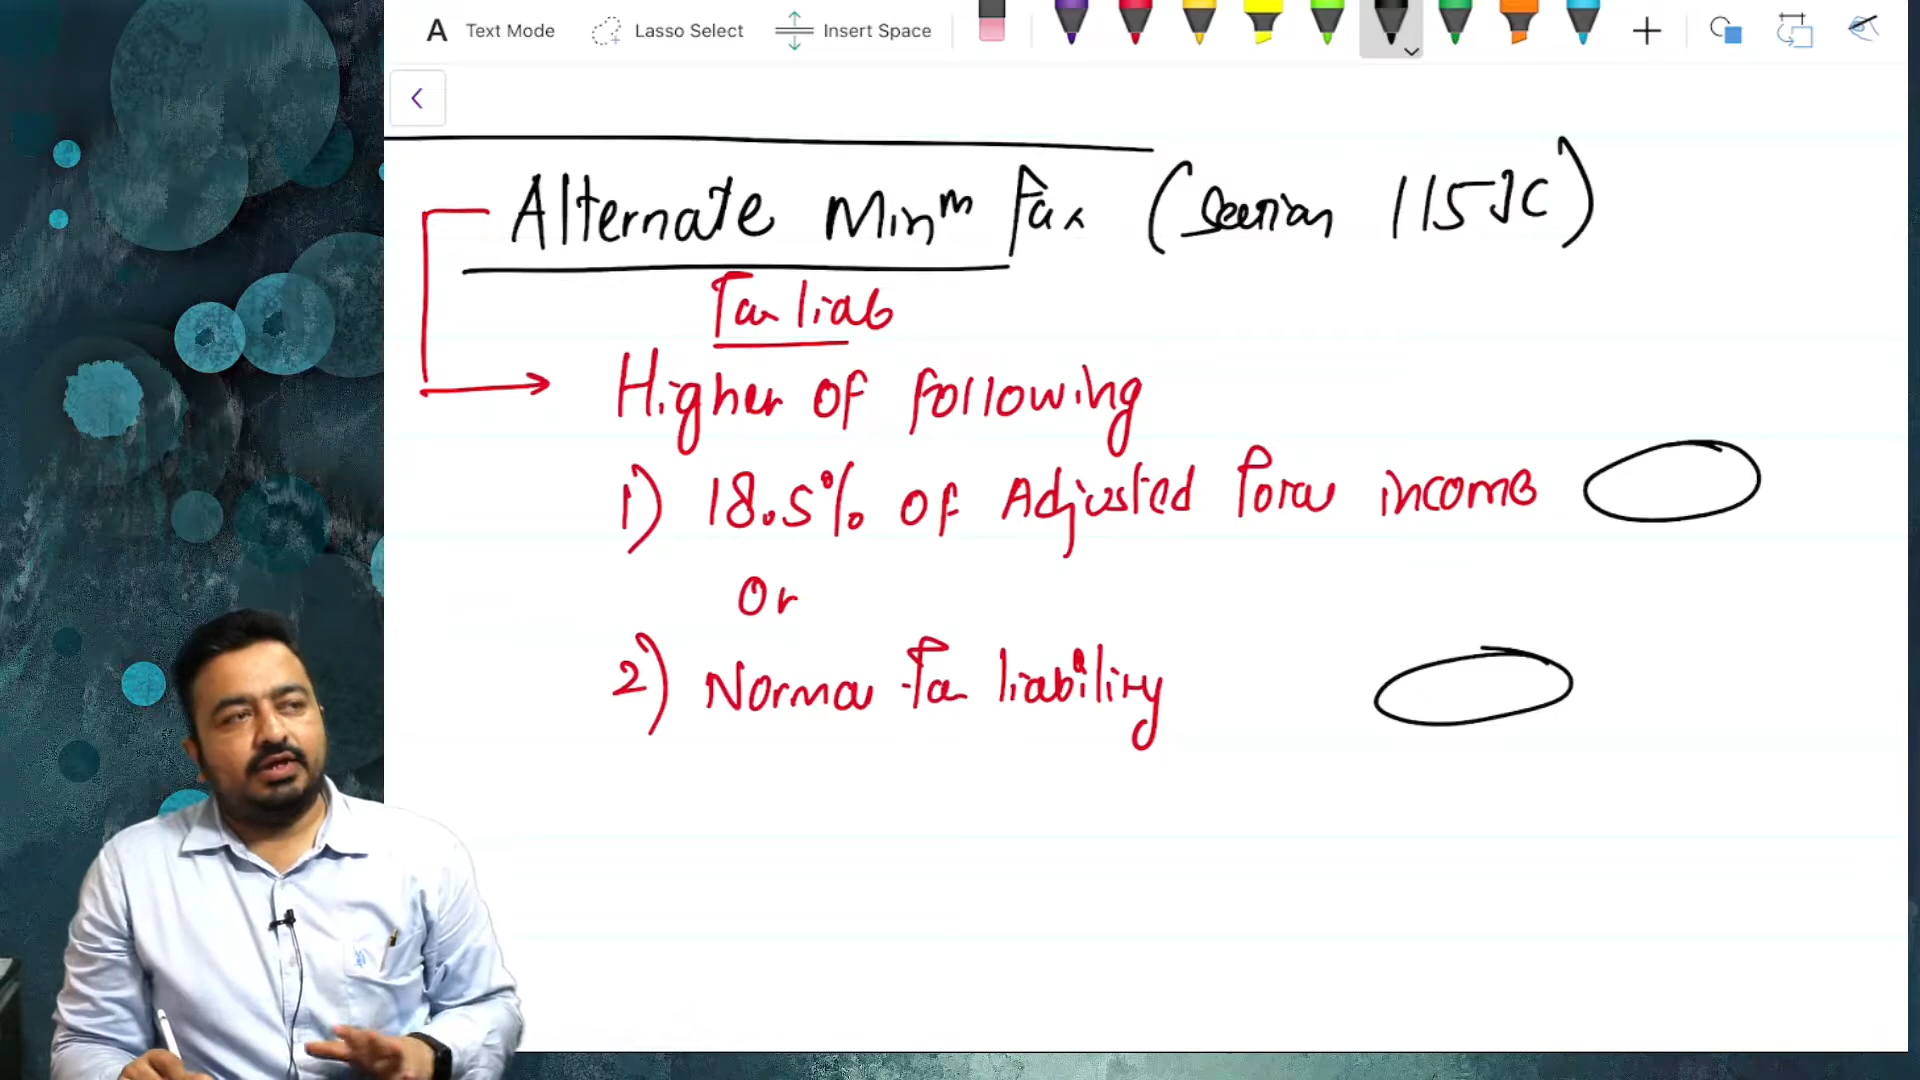 A Text Mode Lasso Select Insert Space
Alternate Minm Tax (Section 115JC)
Tax liab
Higher of following
1) 18.5% of Adjusted Total income
Or
2) Normal Tax liability